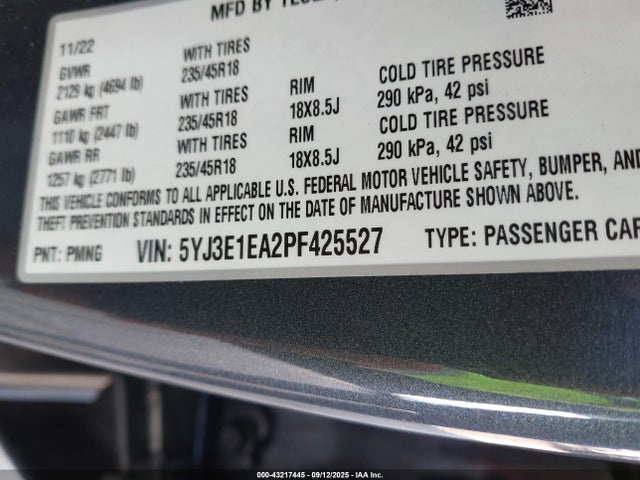 MFD BY TESLA
11/22
GVWR WITH TIRES
2129 kg (4694 lb) 235/45R18 RIM COLD TIRE PRESSURE
GAWR FRT WITH TIRES 18X8.5J 290 kPa, 42 psi
1110 kg (2447 lb) 235/45R18 RIM COLD TIRE PRESSURE
GAWR RR WITH TIRES 18X8.5J 290 kPa, 42 psi
1257 kg (2771 lb) 235/45R18
THIS VEHICLE CONFORMS TO ALL APPLICABLE U.S. FEDERAL MOTOR VEHICLE SAFETY, BUMPER, AND
THEFT PREVENTION STANDARDS IN EFFECT ON THE DATE OF MANUFACTURE SHOWN ABOVE.
PNT: PMNG VIN: 5YJ3E1EA2PF425527 TYPE: PASSENGER CAR
000-43217445 - 09/12/2025 - IAA Inc.